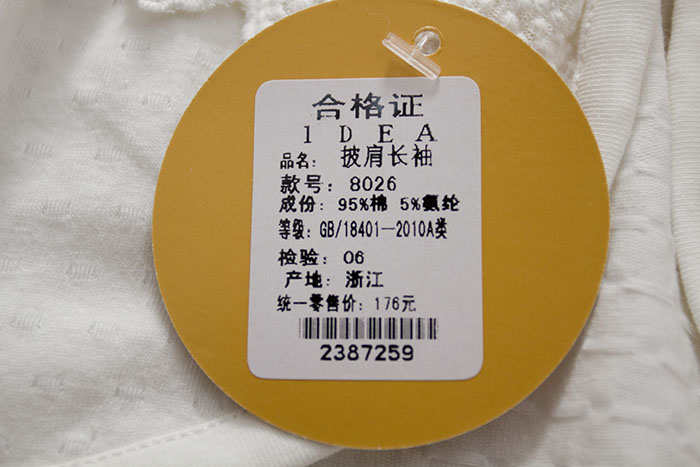 合格证
1 D E A
品名: 披肩长袖
款号: 8026
成份: 95%棉 5%氨纶
等级: GB/18401—2010A类
检验: 06
产地: 浙江
统一零售价: 176元
2387259